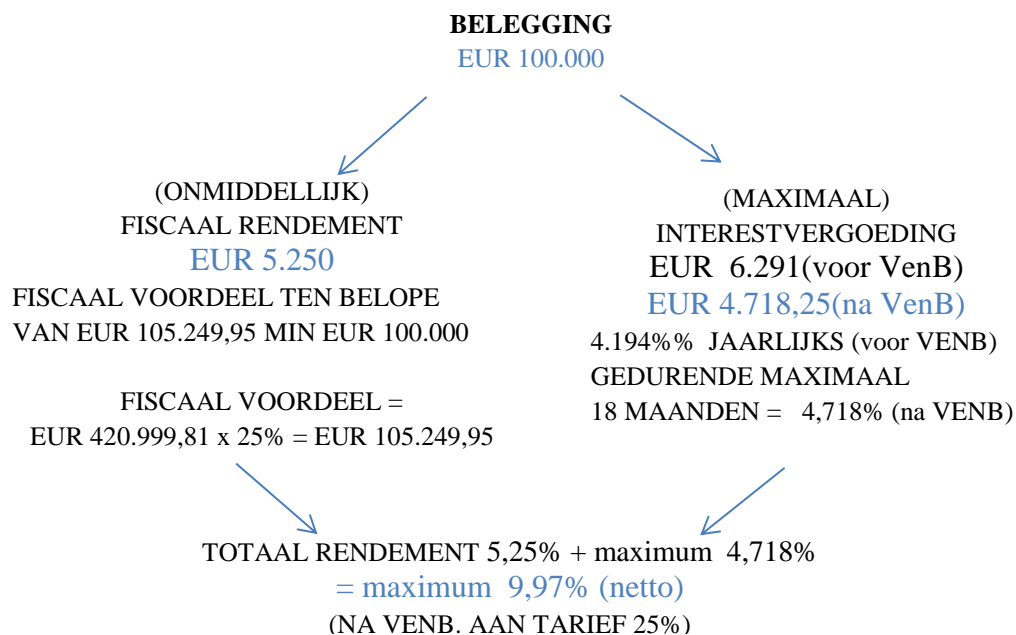 BELEGGING
EUR 100.000
(ONMIDDELLIJK)
FISCAAL RENDEMENT
EUR 5.250
FISCAAL VOORDEEL TEN BELOPE
VAN EUR 105.249,95 MIN EUR 100.000
FISCAAL VOORDEEL =
EUR 420.999,81 x 25% = EUR 105.249,95
(MAXIMAAL)
INTERESTVERGOEDING
EUR 6.291(voor VenB)
EUR 4.718,25(na VenB)
4.194%% JAARLIJKS (voor VENB)
GEDURENDE MAXIMAAL
18 MAANDEN = 4,718% (na VENB)
TOTAAL RENDEMENT 5,25% + maximum 4,718%
= maximum 9,97% (netto)
(NA VENB. AAN TARIEF 25%)